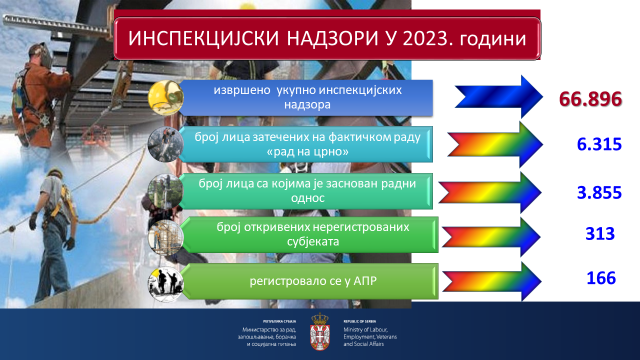 ИНСПЕКЦИЈСКИ НАДЗОРИ У 2023. години
извршено укупно инспекцијских
надзора
66.896
број лица затечених на фактичком раду
«рад на црно»
6.315
број лица са којима је заснован радни
однос
3.855
број откривених нерегистрованих
субјеката
313
регистровало се у АПР
166
РЕПУБЛИКА СРБИЈА
Министарство за рад,
запошљавање, борачка
и социјална питања
REPUBLIC OF SERBIA
Ministry of Labour,
Employment, Veterans
and Social Affairs